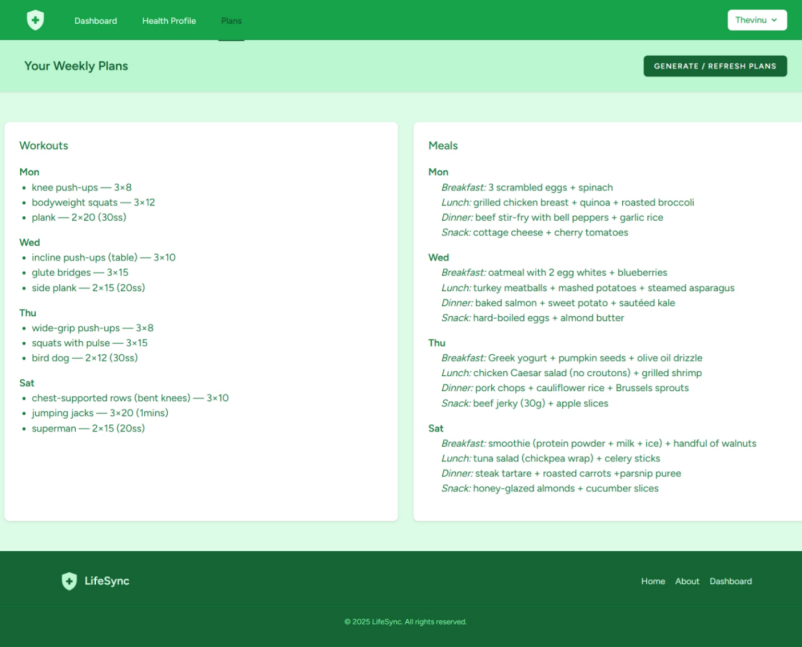 Dashboard Health Profile Plans Thevinu
Your Weekly Plans GENERATE / REFRESH PLANS
Workouts
Mon
• knee push-ups — 3×8
• bodyweight squats — 3×12
• plank — 2×20 (30ss)
Wed
• incline push-ups (table) — 3×10
• glute bridges — 3×15
• side plank — 2×15 (20ss)
Thu
• wide-grip push-ups — 3×8
• squats with pulse — 3×15
• bird dog — 2×12 (30ss)
Sat
• chest-supported rows (bent knees) — 3×10
• jumping jacks — 3×20 (1mins)
• superman — 2×15 (20ss)
Meals
Mon
Breakfast: 3 scrambled eggs + spinach
Lunch: grilled chicken breast + quinoa + roasted broccoli
Dinner: beef stir-fry with bell peppers + garlic rice
Snack: cottage cheese + cherry tomatoes
Wed
Breakfast: oatmeal with 2 egg whites + blueberries
Lunch: turkey meatballs + mashed potatoes + steamed asparagus
Dinner: baked salmon + sweet potato + sautéed kale
Snack: hard-boiled eggs + almond butter
Thu
Breakfast: Greek yogurt + pumpkin seeds + olive oil drizzle
Lunch: chicken Caesar salad (no croutons) + grilled shrimp
Dinner: pork chops + cauliflower rice + Brussels sprouts
Snack: beef jerky (30g) + apple slices
Sat
Breakfast: smoothie (protein powder + milk + ice) + handful of walnuts
Lunch: tuna salad (chickpea wrap) + celery sticks
Dinner: steak tartare + roasted carrots +parsnip puree
Snack: honey-glazed almonds + cucumber slices
LifeSync Home About Dashboard
© 2025 LifeSync. All rights reserved.